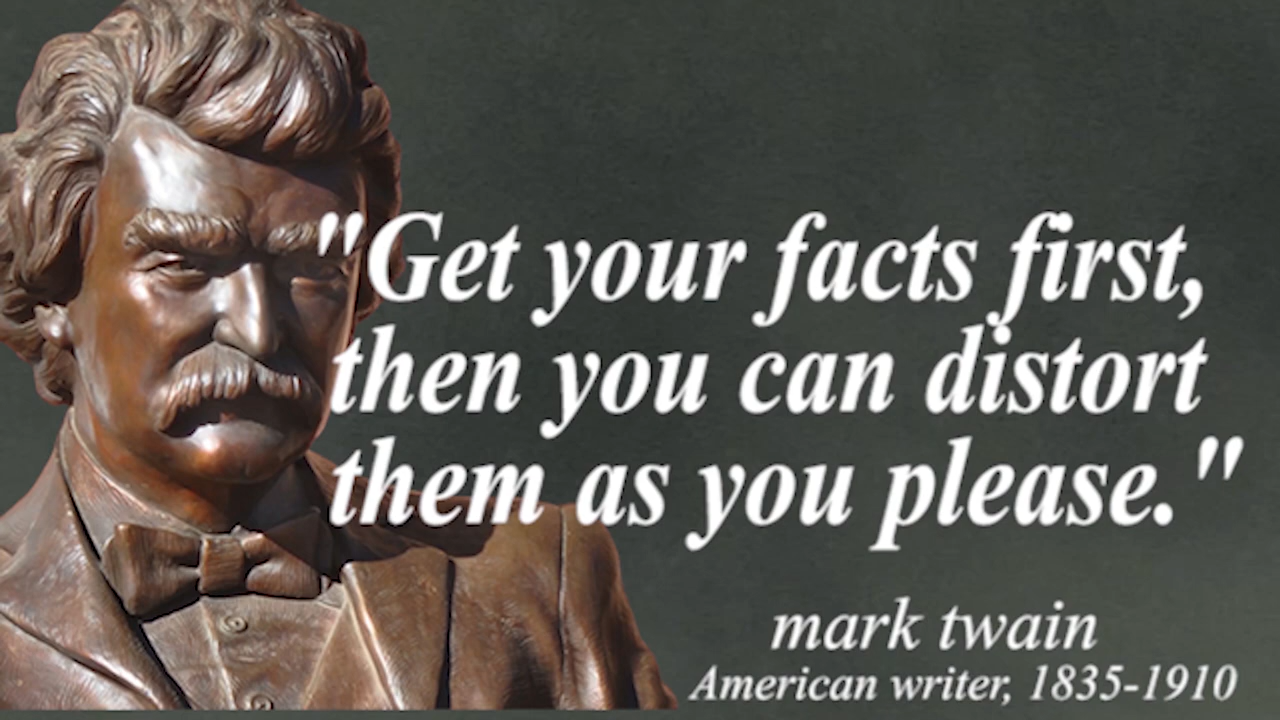 "Get your facts first,
then you can distort
them as you please."
mark twain
American writer, 1835-1910